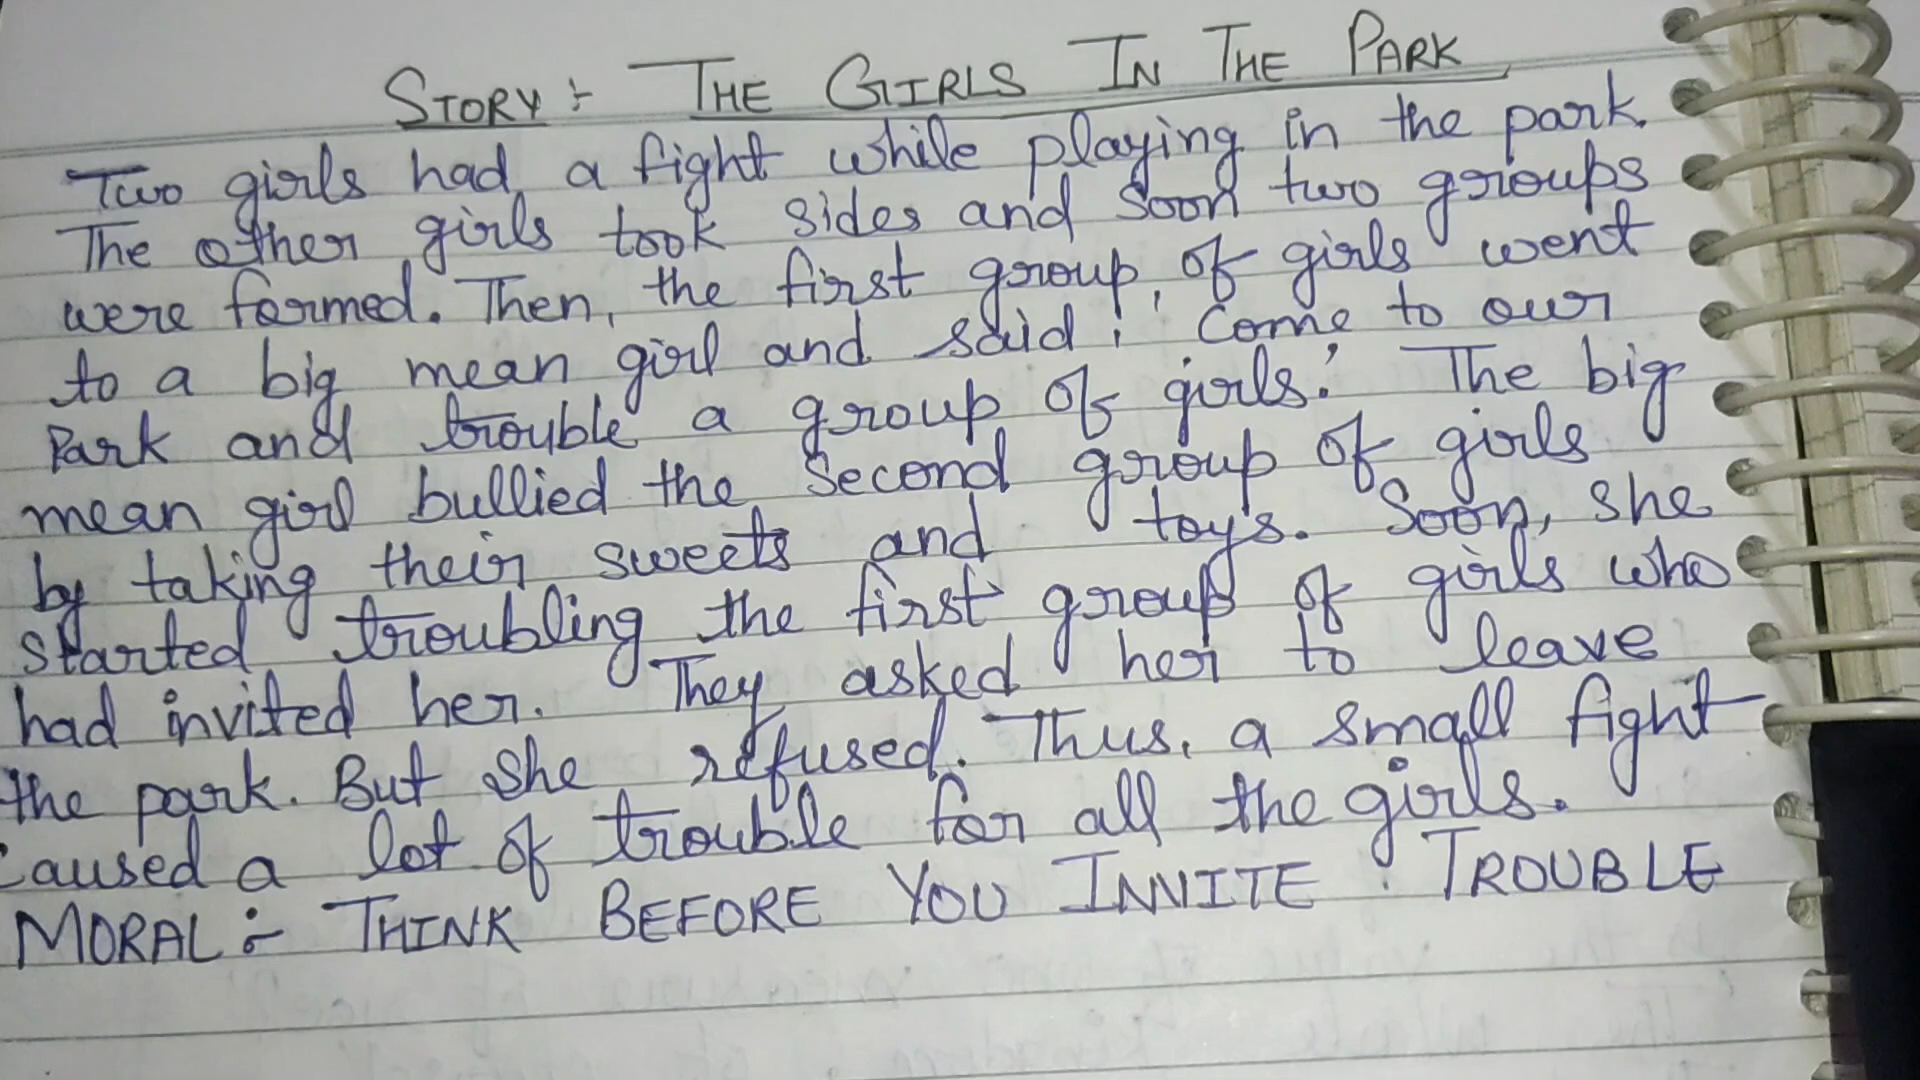 STORY :- THE GIRLS IN THE PARK
Two girls had a fight while playing in the park.
The other girls took sides and soon two groups
were formed. Then, the first group, of girls went
to a big mean girl and said: 'Come to our
Park and trouble a group of girls.' The big
mean girl bullied the second group of girls
by taking their sweets and toys. Soon, she
started troubling the first group of girls who
had invited her. They asked her to leave
the park. But she refused. Thus, a small fight
caused a lot of trouble for all the girls.
MORAL :- THINK BEFORE YOU INVITE TROUBLE